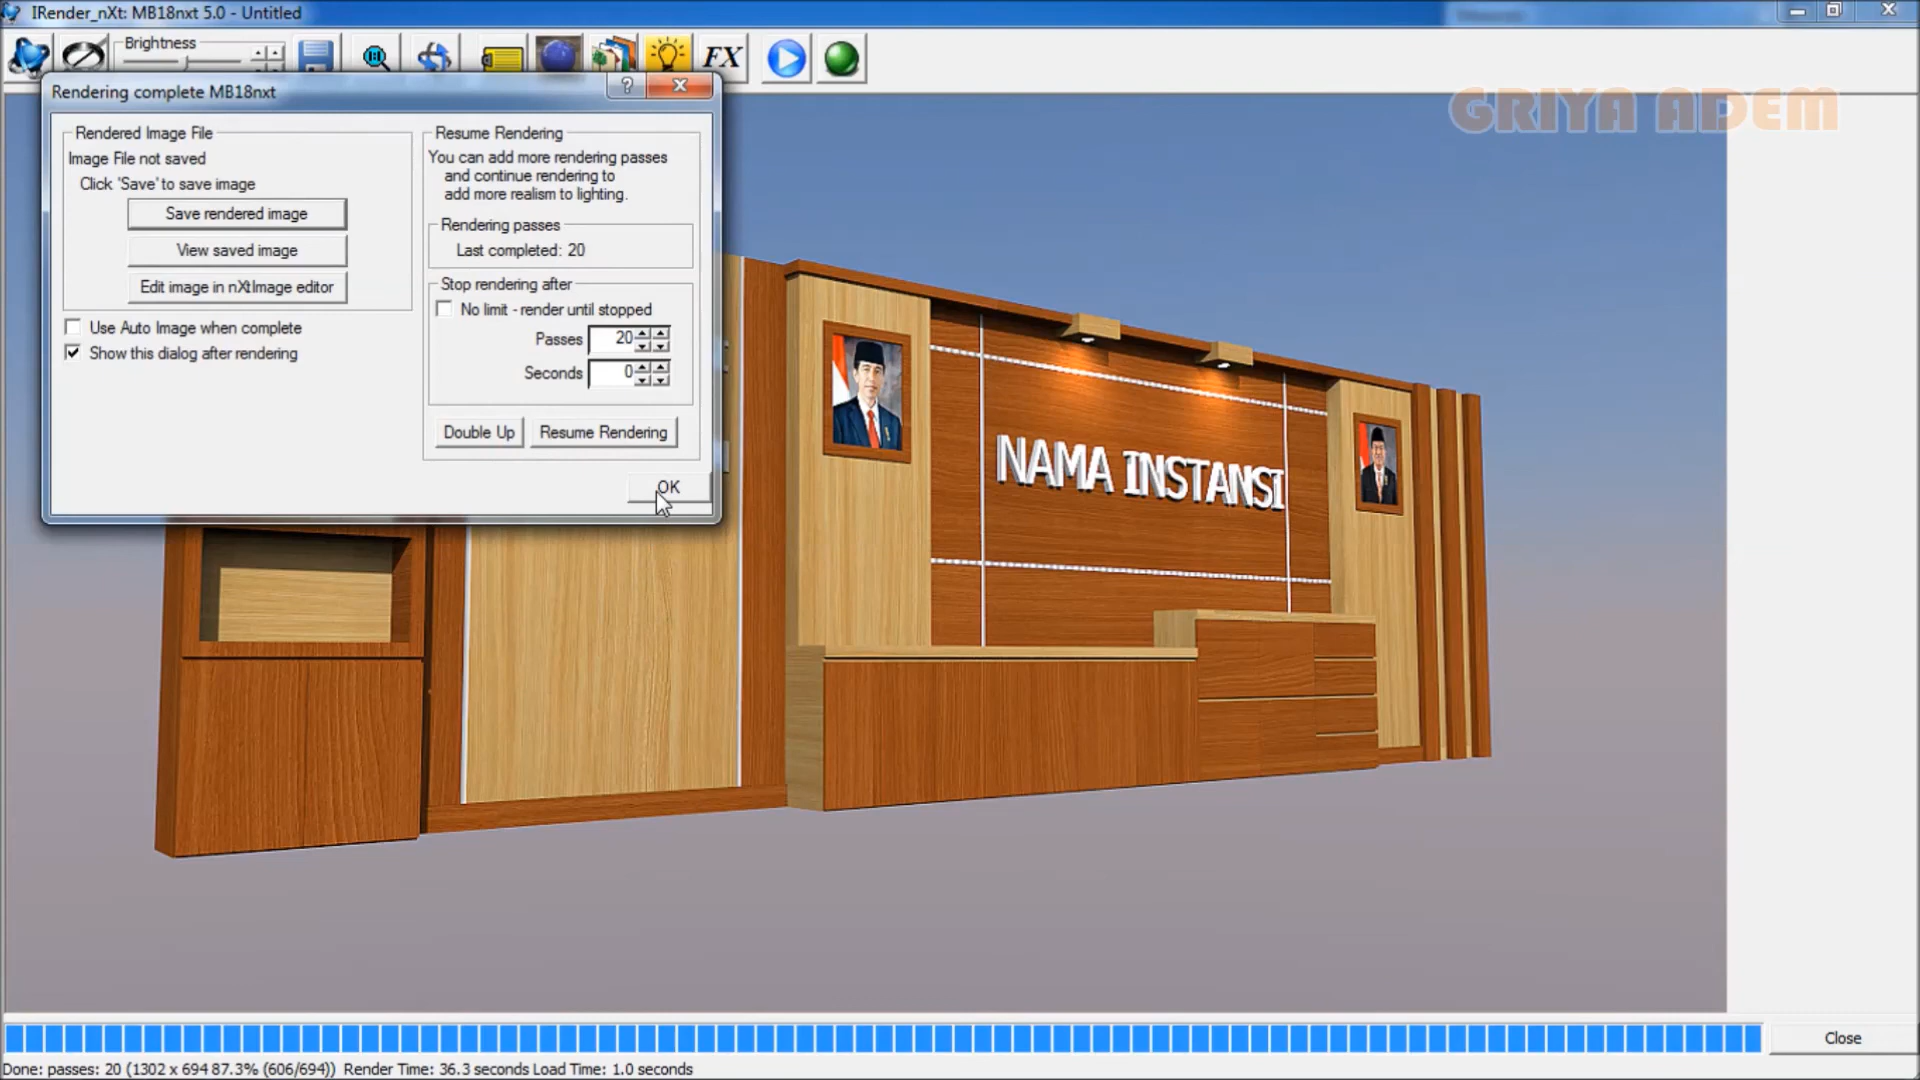 IRender_nXt: MB18nxt 5.0 - Untitled
Brightness
FX
GRIYA ADEM
Rendering complete MB18nxt
?
Rendered Image File
Image File not saved
Click 'Save' to save image
Save rendered image
View saved image
Edit image in nXtImage editor
Use Auto Image when complete
Show this dialog after rendering
Resume Rendering
You can add more rendering passes
and continue rendering to
add more realism to lighting.
Rendering passes
Last completed: 20
Stop rendering after
No limit - render until stopped
Passes 20
Seconds 0
Double Up Resume Rendering
OK
NAMA INSTANSI
Close
Done: passes: 20 (1302 x 694 87.3% (606/694)) Render Time: 36.3 seconds Load Time: 1.0 seconds